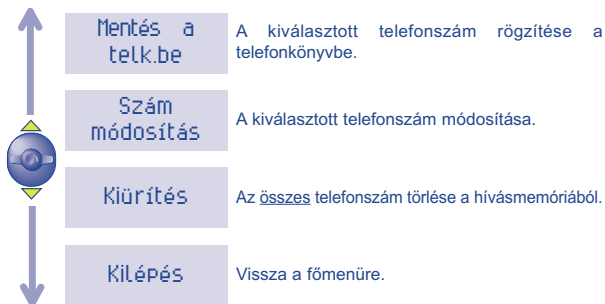 Mentés a
telk.be
A kiválasztott telefonszám rögzítése a
telefonkönyvbe.
Szám
módosítás
A kiválasztott telefonszám módosítása.
Kiürítés
Az összes telefonszám törlése a hívásmemóriából.
Kilépés
Vissza a főmenüre.